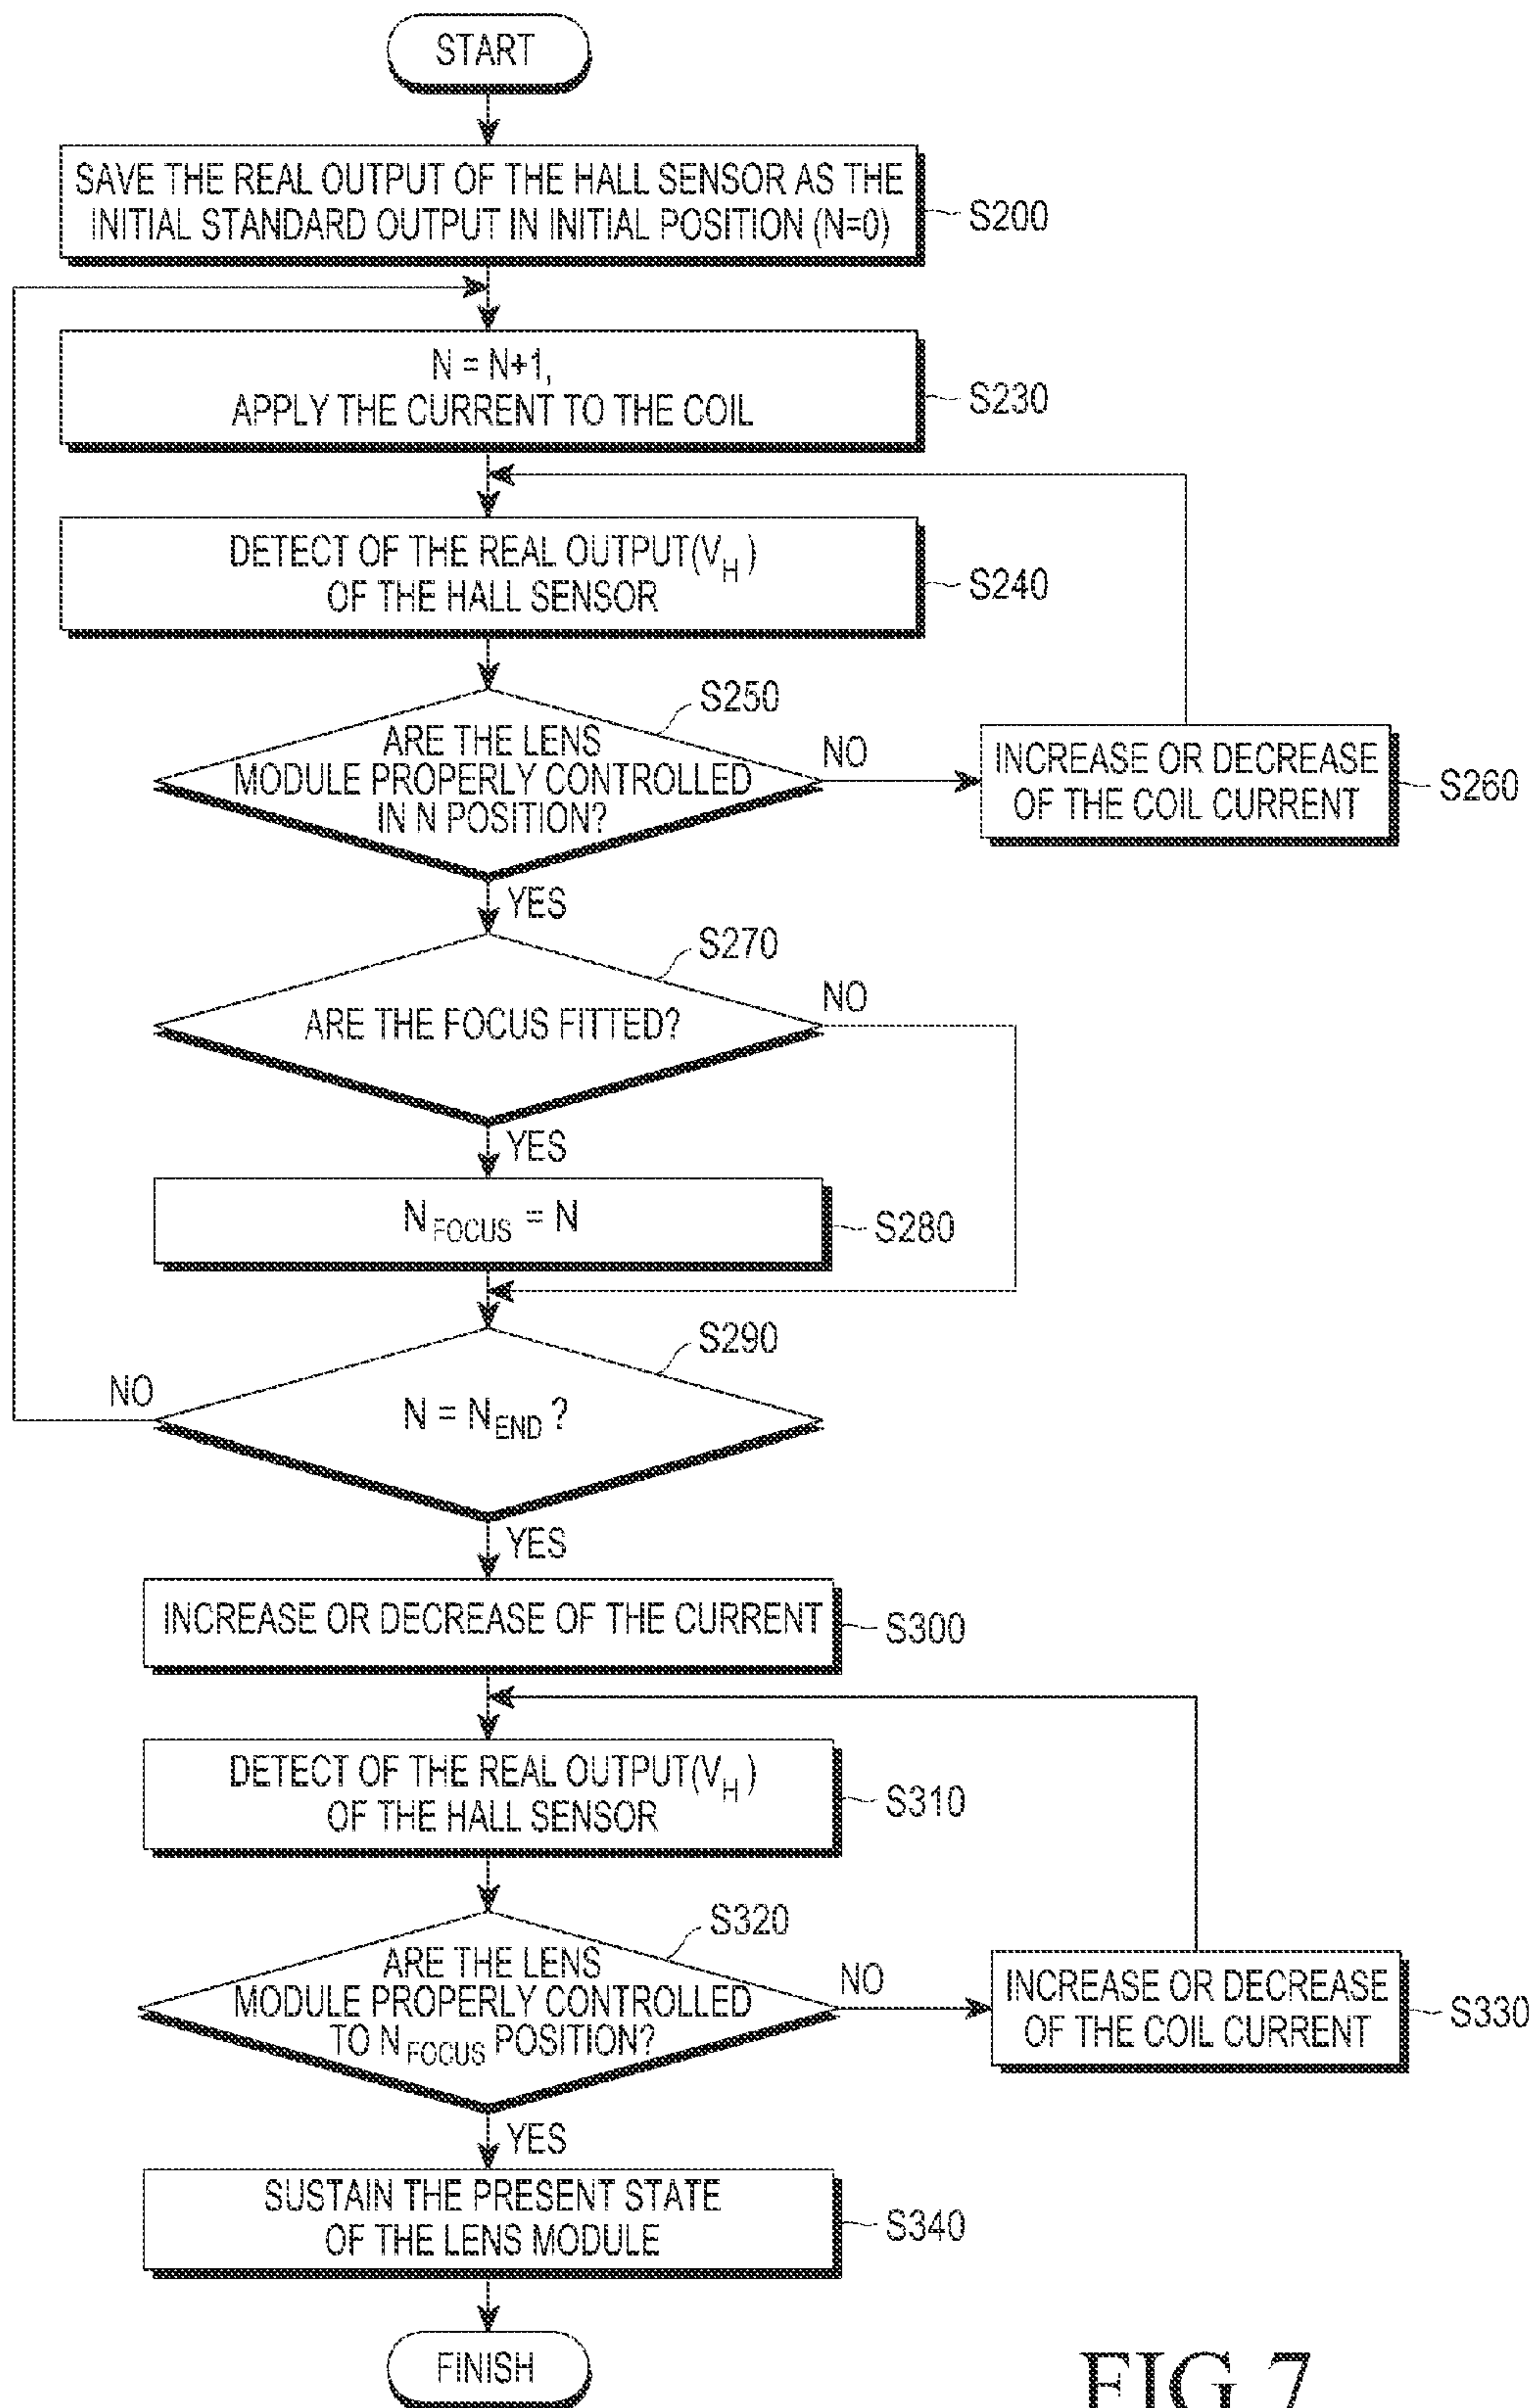 START
SAVE THE REAL OUTPUT OF THE HALL SENSOR AS THE
INITIAL STANDARD OUTPUT IN INITIAL POSITION (N=0)
S200
N = N+1,
APPLY THE CURRENT TO THE COIL
S230
DETECT OF THE REAL OUTPUT(VH)
OF THE HALL SENSOR
S240
S250
ARE THE LENS
MODULE PROPERLY CONTROLLED
IN N POSITION?
NO
INCREASE OR DECREASE
OF THE COIL CURRENT
S260
YES
S270
ARE THE FOCUS FITTED?
NO
YES
NFOCUS = N
S280
S290
NO
N = NEND ?
YES
INCREASE OR DECREASE OF THE CURRENT
S300
DETECT OF THE REAL OUTPUT(VH)
OF THE HALL SENSOR
S310
S320
ARE THE LENS
MODULE PROPERLY CONTROLLED
TO NFOCUS POSITION?
NO
INCREASE OR DECREASE
OF THE COIL CURRENT
S330
YES
SUSTAIN THE PRESENT STATE
OF THE LENS MODULE
S340
FINISH
FIG 7